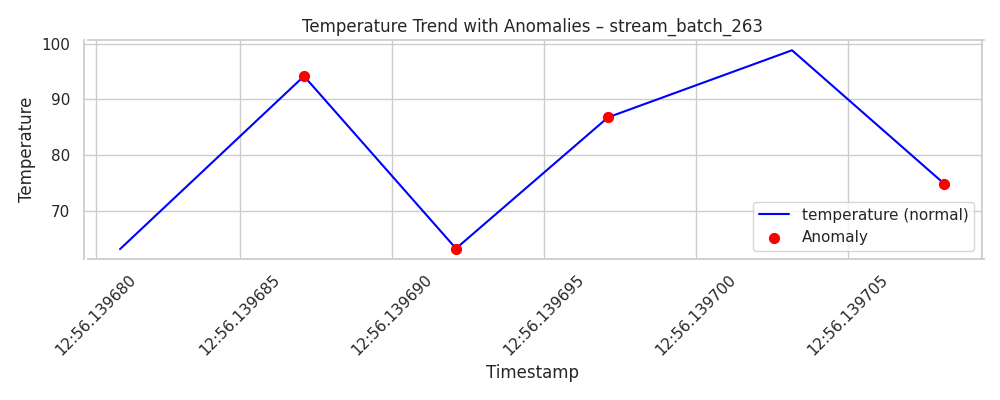 Temperature Trend with Anomalies – stream_batch_263
100
90
80
70
Temperature
temperature (normal)
Anomaly
12:56.139680
12:56.139685
12:56.139690
12:56.139695
12:56.139700
12:56.139705
Timestamp